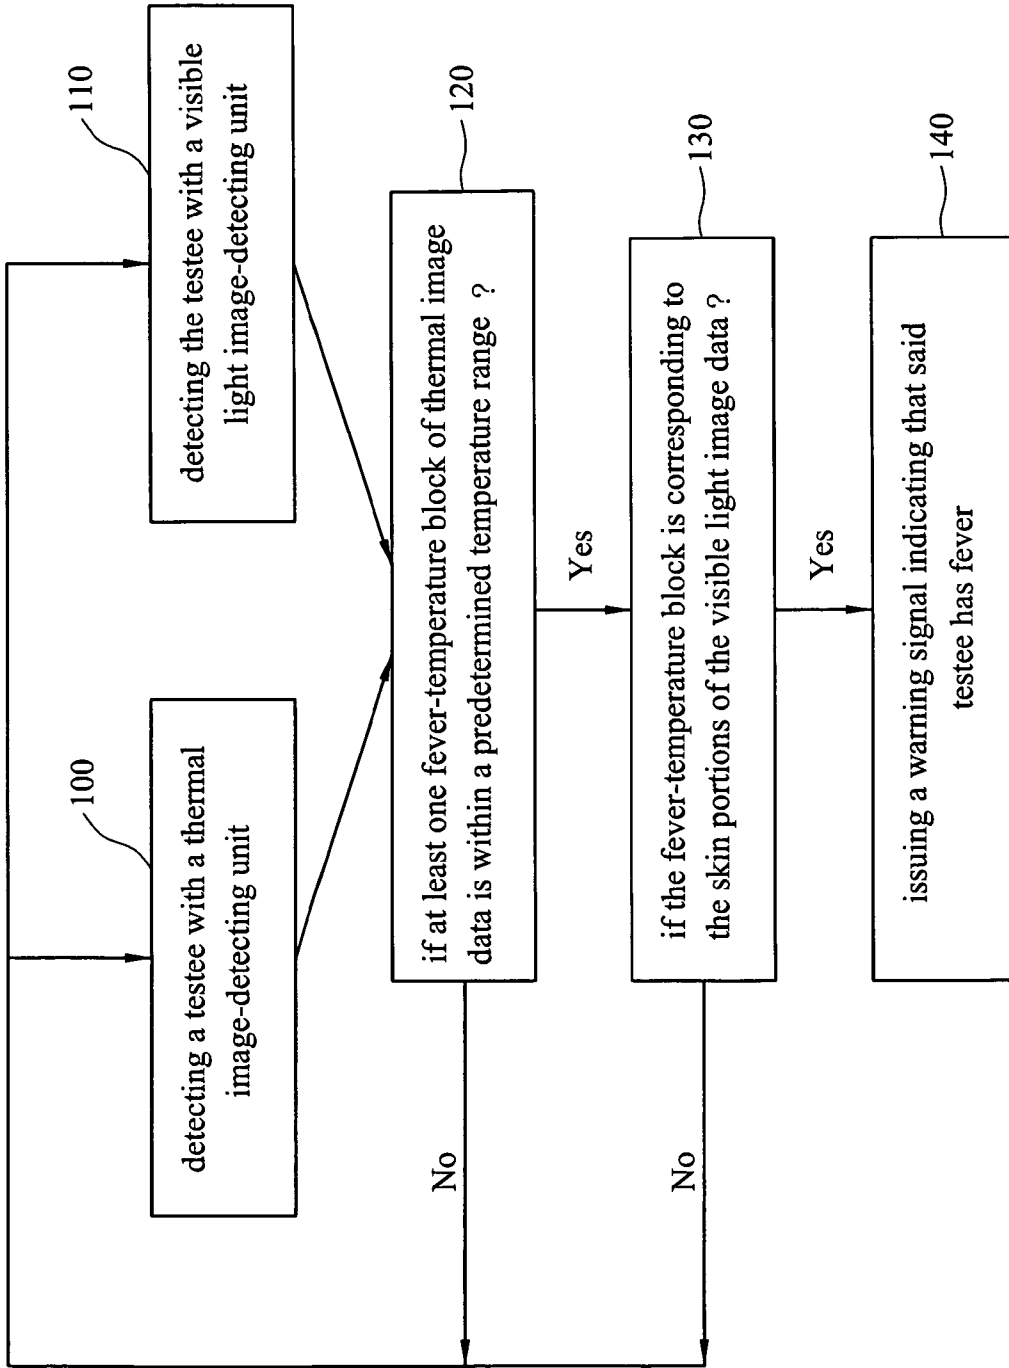 100
detecting a testee with a thermal
image-detecting unit
110
detecting the testee with a visible
light image-detecting unit
120
if at least one fever-temperature block of thermal image
data is within a predetermined temperature range ?
No
Yes
130
if the fever-temperature block is corresponding to
the skin portions of the visible light image data ?
No
Yes
140
issuing a warning signal indicating that said
testee has fever